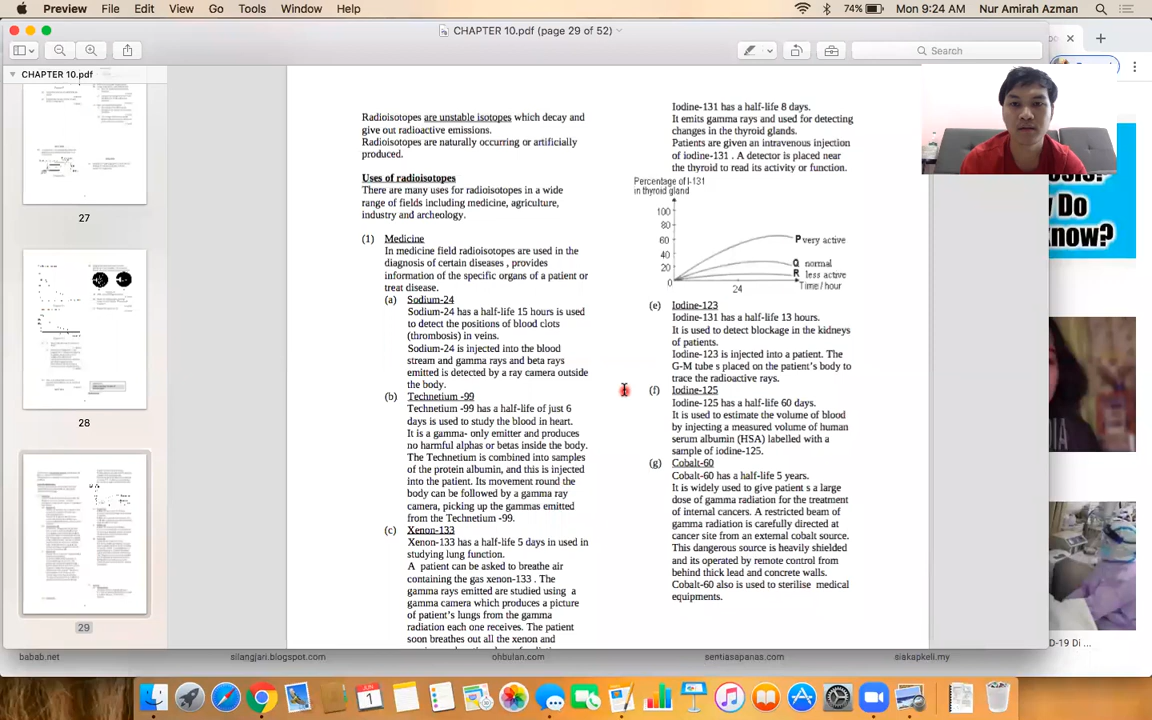 Preview
File
Edit
View
Go
Tools
Window
Help
74%
Mon 9:24 AM
Nur Amirah Azman
CHAPTER 10.pdf (page 29 of 52)
Search
CHAPTER 10.pdf
27
28
29
Radioisotopes are unstable isotopes which decay and
give out radioactive emissions.
Radioisotopes are naturally occurring or artificially
produced.
Uses of radioisotopes
There are many uses for radioisotopes in a wide
range of fields including medicine, agriculture,
industry and archeology.
(1) Medicine
In medicine field radioisotopes are used in the
diagnosis of certain diseases , provides
information of the specific organs of a patient or
treat disease.
(a) Sodium-24
Sodium-24 has a half-life 15 hours is used
to detect the positions of blood clots
(thrombosis) in veins.
Sodium-24 is injected into the blood
stream and gamma rays and beta rays
emitted is detected by a ray camera outside
the body.
(b) Technetium -99
Technetium -99 has a half-life of just 6
days is used to study the blood in heart.
It is a gamma- only emitter and produces
no harmful alphas or betas inside the body.
The Technetium is combined into samples
of the protein albumin, and this is injected
into the patient. Its movement round the
body can be followed by a gamma ray
camera, picking up the gammas emitted
from the Technetium -99.
(c) Xenon-133
Xenon-133 has a half-life 5 days in used in
studying lung function.
A patient can be asked to breathe air
containing the gas xenon-133 . The
gamma rays emitted are studied using a
gamma camera which produces a picture
of patient's lungs from the gamma
radiation each one receives. The patient
soon breathes out all the xenon and
Iodine-131 has a half-life 8 days.
It emits gamma rays and used for detecting
changes in the thyroid glands.
Patients are given an intravenous injection
of iodine-131 . A detector is placed near
the thyroid to read its activity or function.
Percentage of I-131
in thyroid gland
100
80
60
40
20
0
24
P very active
Q normal
R less active
Time / hour
(e) Iodine-123
Iodine-131 has a half-life 13 hours.
It is used to detect blockage in the kidneys
of patients.
Iodine-123 is injected into a patient. The
G-M tube s placed on the patient's body to
trace the radioactive rays.
(f) Iodine-125
Iodine-125 has a half-life 60 days.
It is used to estimate the volume of blood
by injecting a measured volume of human
serum albumin (HSA) labelled with a
sample of iodine-125.
(g) Cobalt-60
Cobalt-60 has a half-life 5 years.
It is widely used to give patient s a large
dose of gamma radiation for the treatment
of internal cancers. A restricted beam of
gamma radiation is carefully directed at
cancer site from an external cobalt source.
This dangerous source is heavily shielded
and its operated by remote control from
behind thick lead and concrete walls.
Cobalt-60 also is used to sterilise medical
equipments.
Do
know?
D-19 Di ...
babab.net
silangjari.blogspot.com
ohbulan.com
sentiasapanas.com
siakapkeli.my
JUN
1